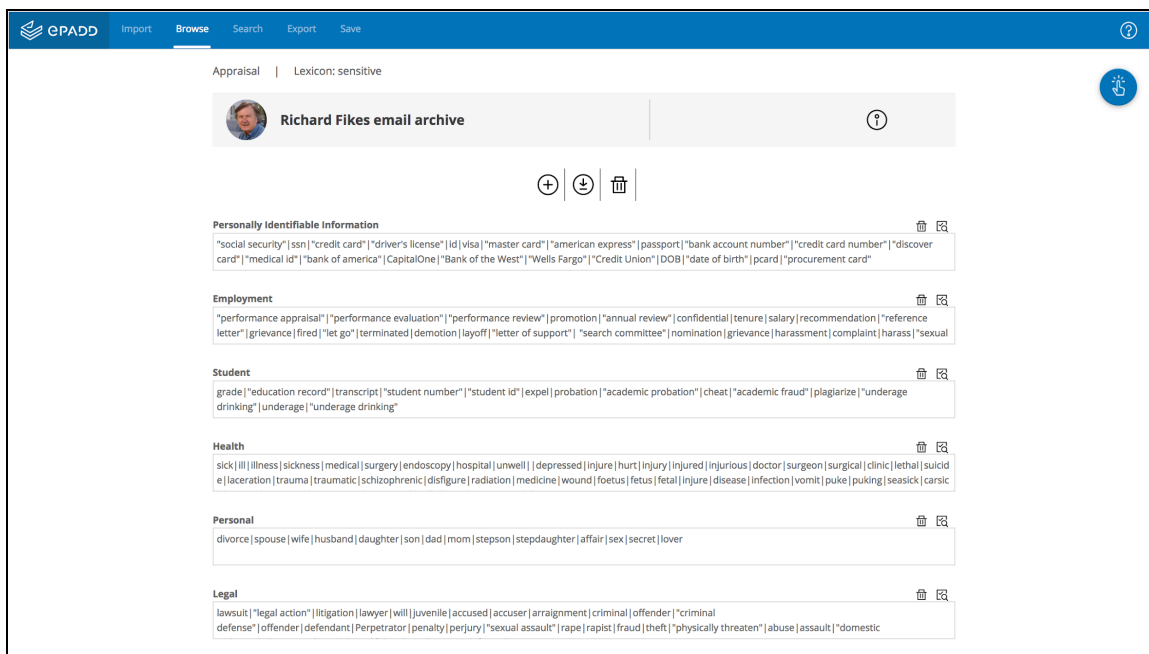 ePADD Import Browse Search Export Save
Appraisal | Lexicon: sensitive
Richard Fikes email archive
Personally Identifiable Information
"social security"|ssn|"credit card"|"driver's license"|id|visa|"master card"|"american express"|passport|"bank account number"|"credit card number"|"discover
card"|"medical id"|"bank of america"|CapitalOne|"Bank of the West"|"Wells Fargo"|"Credit Union"|DOB|"date of birth"|pcard|"procurement card"
Employment
"performance appraisal"|"performance evaluation"|"performance review"|promotion|"annual review"|confidential|tenure|salary|recommendation|"reference
letter"|grievance|fired|"let go"|terminated|demotion|layoff|"letter of support"| "search committee"|nomination|grievance|harassment|complaint|harass|"sexual
Student
grade|"education record"|transcript|"student number"|"student id"|expel|probation|"academic probation"|cheat|"academic fraud"|plagiarize|"underage
drinking"|underage|"underage drinking"
Health
sick|ill|illness|sickness|medical|surgery|endoscopy|hospital|unwell||depressed|injure|hurt|injury|injured|injurious|doctor|surgeon|surgical|clinic|lethal|suicid
e|laceration|trauma|traumatic|schizophrenic|disfigure|radiation|medicine|wound|foetus|fetus|fetal|injure|disease|infection|vomit|puke|puking|seasick|carsic
Personal
divorce|spouse|wife|husband|daughter|son|dad|mom|stepson|stepdaughter|affair|sex|secret|lover
Legal
lawsuit|"legal action"|litigation|lawyer|will|juvenile|accused|accuser|arraignment|criminal|offender|"criminal
defense"|offender|defendant|Perpetrator|penalty|perjury|"sexual assault"|rape|rapist|fraud|theft|"physically threaten"|abuse|assault|"domestic